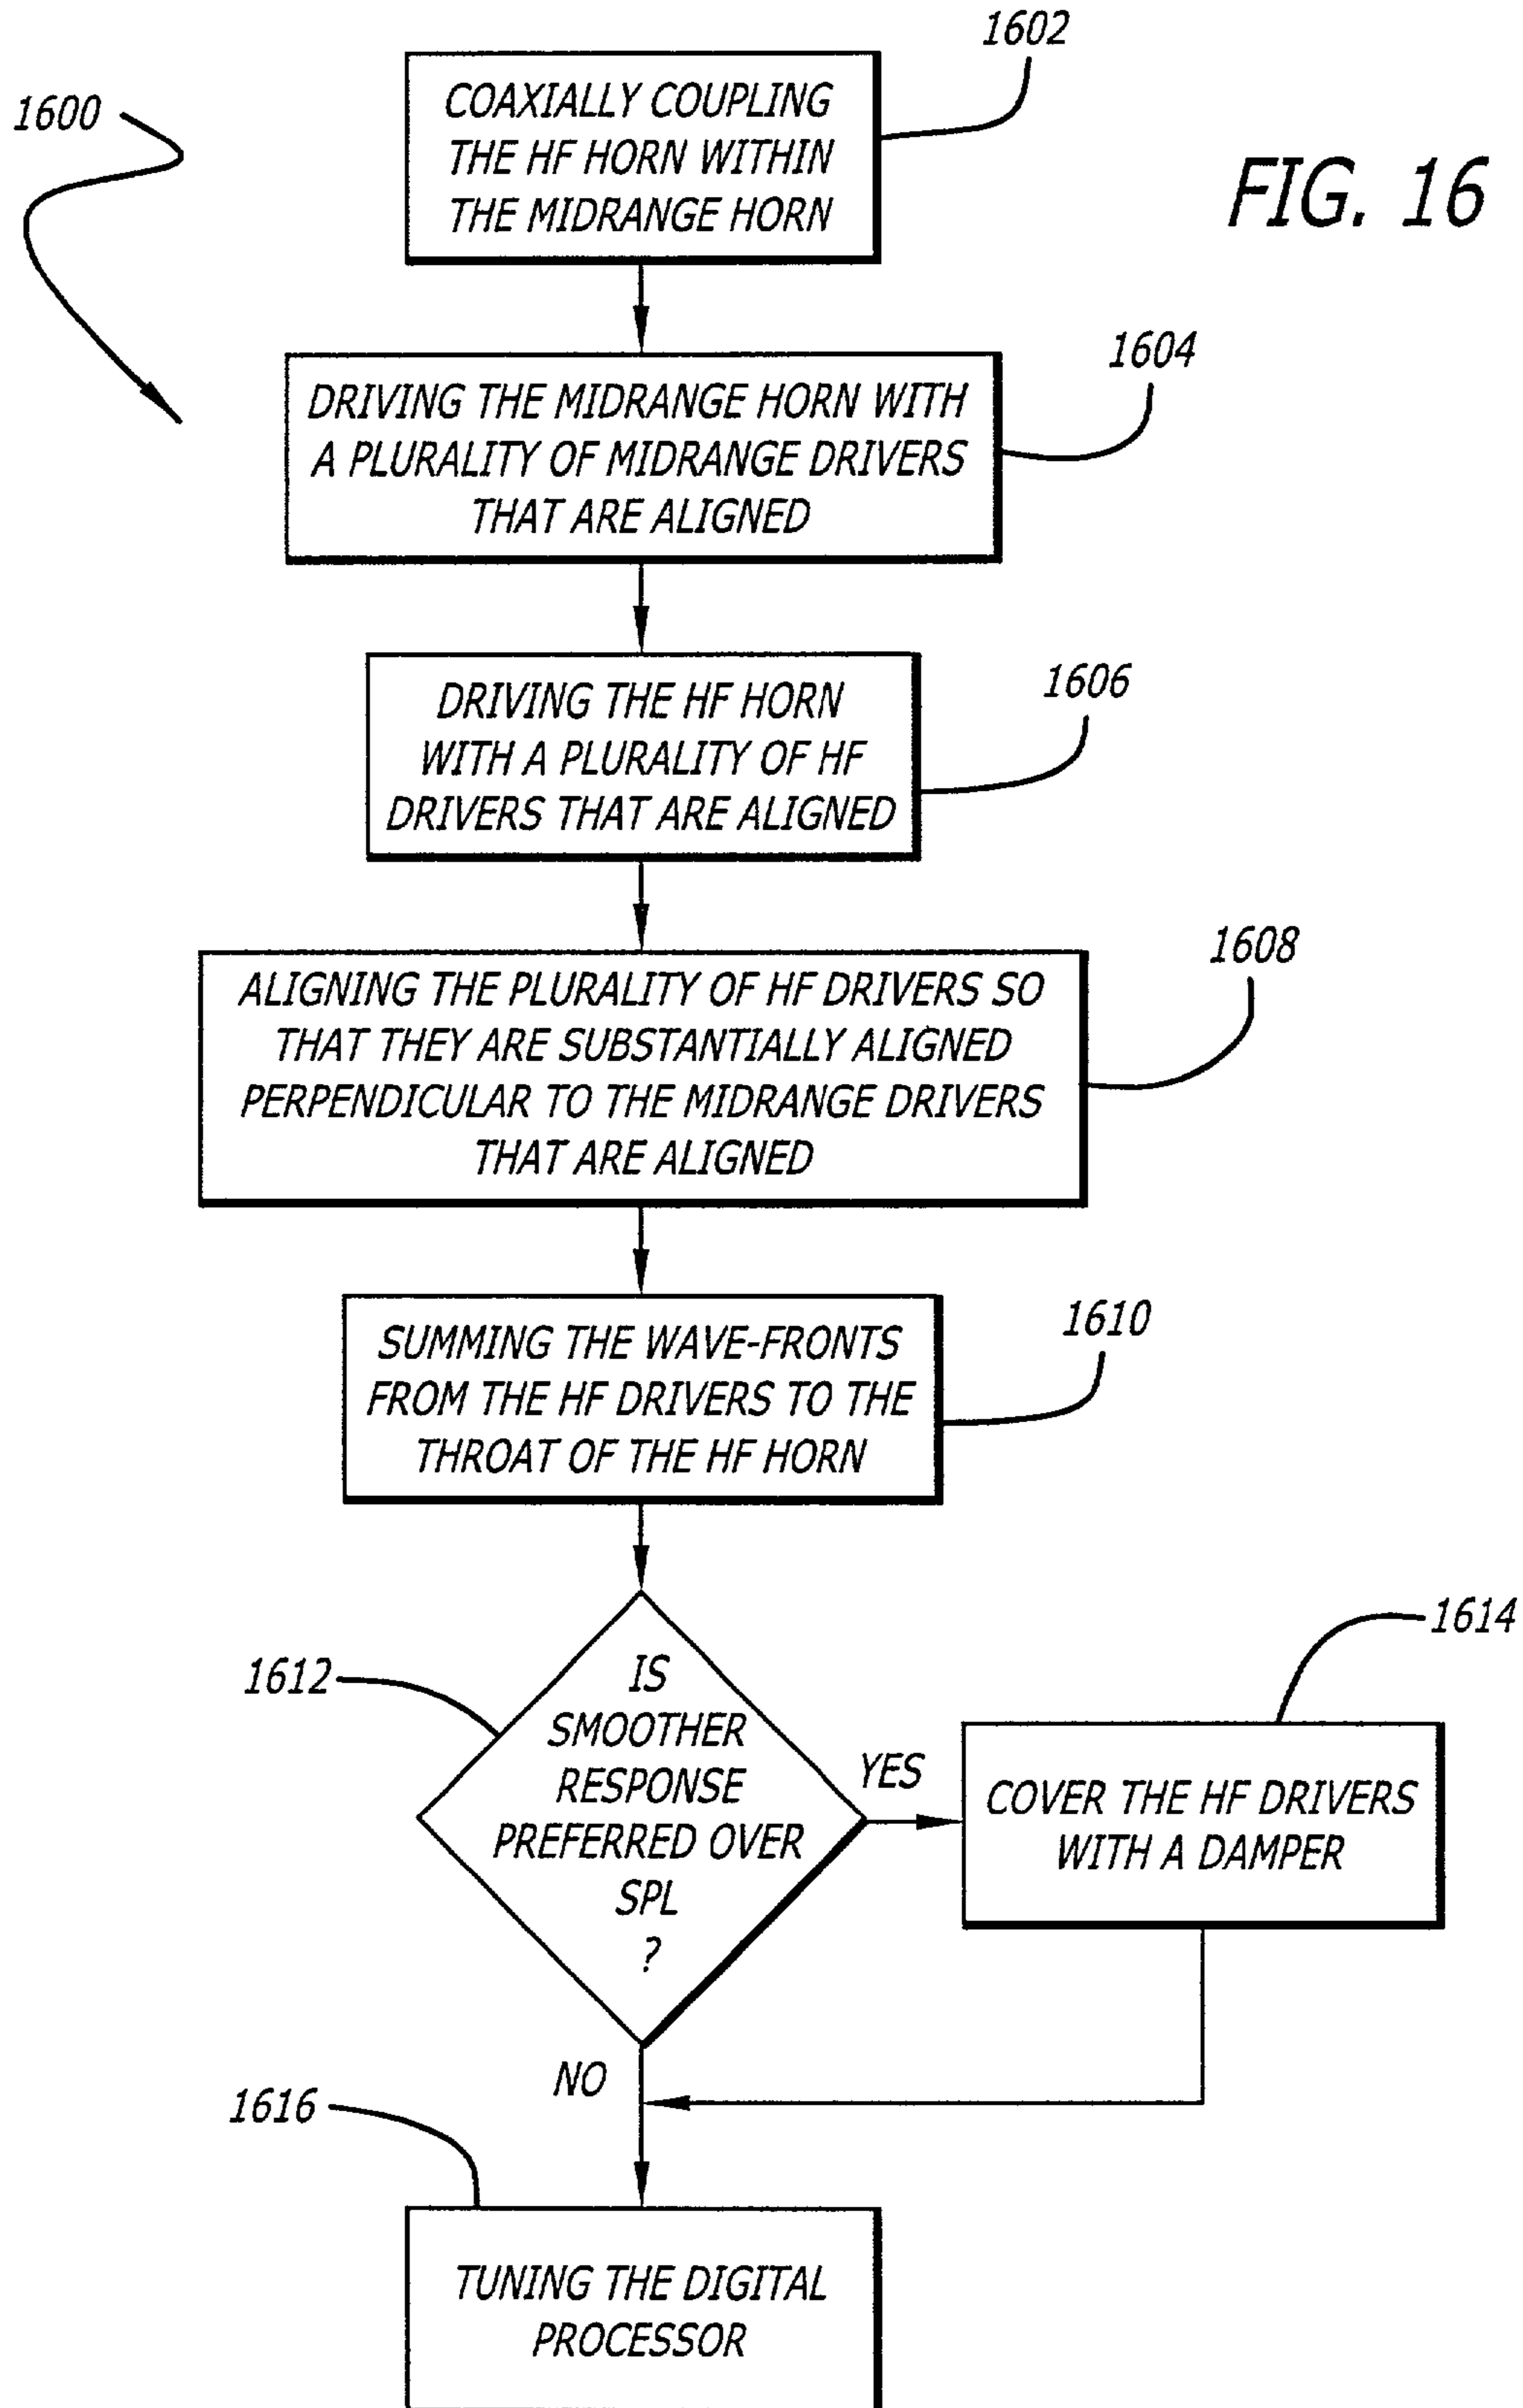 1602
1600
COAXIALLY COUPLING
THE HF HORN WITHIN
THE MIDRANGE HORN
FIG. 16
1604
DRIVING THE MIDRANGE HORN WITH
A PLURALITY OF MIDRANGE DRIVERS
THAT ARE ALIGNED
1606
DRIVING THE HF HORN
WITH A PLURALITY OF HF
DRIVERS THAT ARE ALIGNED
1608
ALIGNING THE PLURALITY OF HF DRIVERS SO
THAT THEY ARE SUBSTANTIALLY ALIGNED
PERPENDICULAR TO THE MIDRANGE DRIVERS
THAT ARE ALIGNED
1610
SUMMING THE WAVE-FRONTS
FROM THE HF DRIVERS TO THE
THROAT OF THE HF HORN
1612
IS
SMOOTHER
RESPONSE
PREFERRED OVER
SPL
?
YES
1614
COVER THE HF DRIVERS
WITH A DAMPER
NO
1616
TUNING THE DIGITAL
PROCESSOR